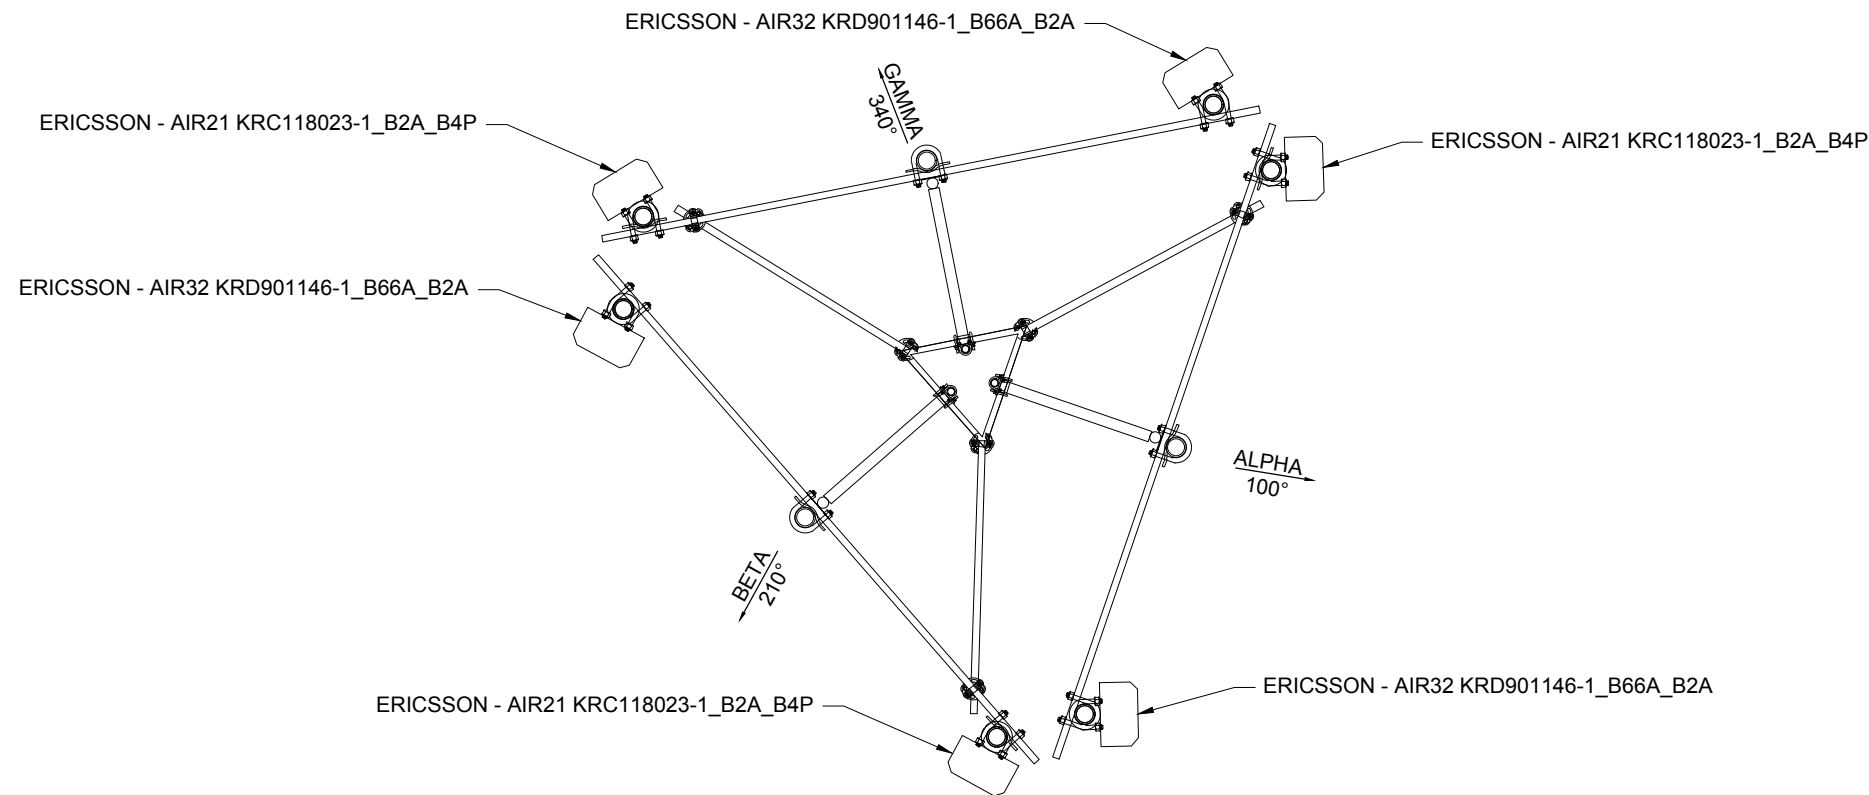 ERICSSON - AIR32 KRD901146-1_B66A_B2A
GAMMA
340°
ERICSSON - AIR21 KRC118023-1_B2A_B4P
ERICSSON - AIR21 KRC118023-1_B2A_B4P
ERICSSON - AIR32 KRD901146-1_B66A_B2A
ALPHA
100°
BETA
210°
ERICSSON - AIR32 KRD901146-1_B66A_B2A
ERICSSON - AIR21 KRC118023-1_B2A_B4P